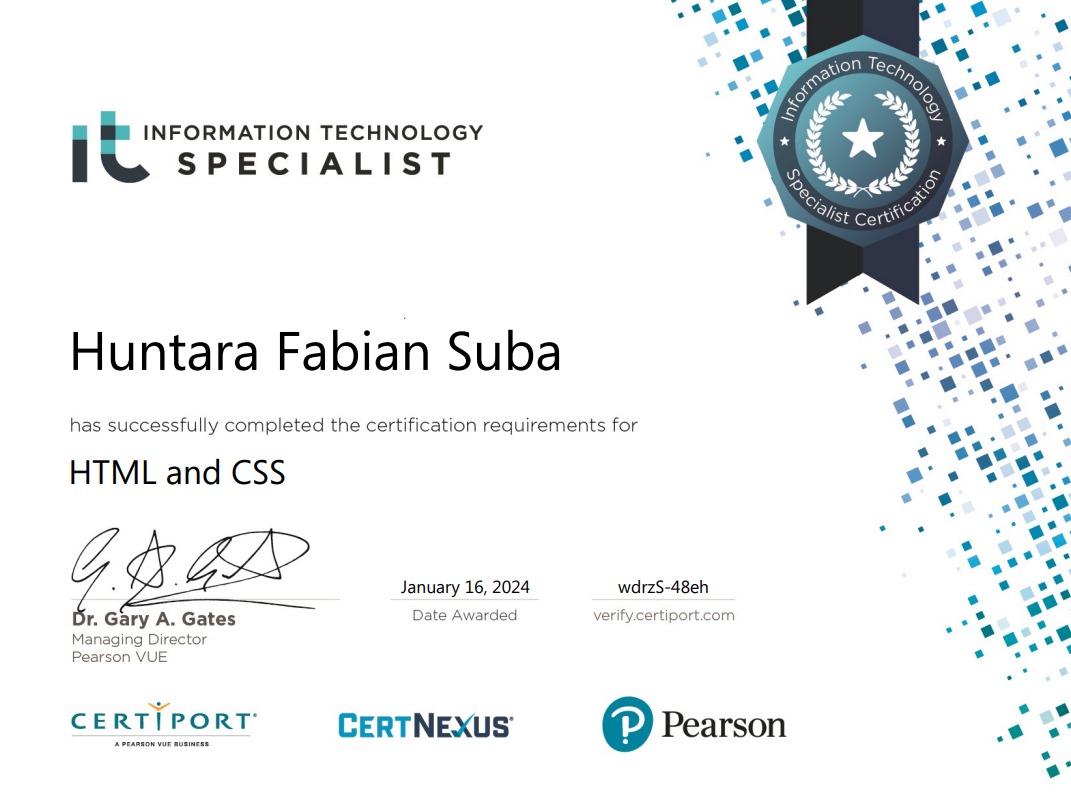 it INFORMATION TECHNOLOGY
SPECIALIST
Information Technology
Specialist Certification
Huntara Fabian Suba
has successfully completed the certification requirements for
HTML and CSS
January 16, 2024
wdrzS-48eh
Dr. Gary A. Gates
Date Awarded
verify.certiport.com
Managing Director
Pearson VUE
CERTIPORT®
A PEARSON VUE BUSINESS
CERTNEXUS®
P Pearson